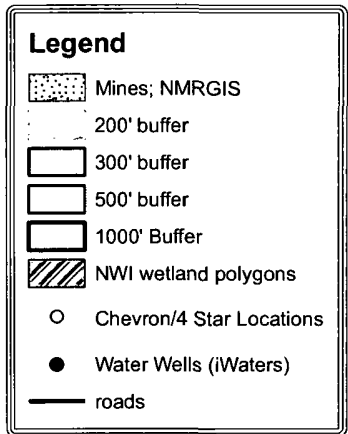 Legend
Mines; NMRGIS
200' buffer
300' buffer
500' buffer
1000' Buffer
NWI wetland polygons
Chevron/4 Star Locations
Water Wells (iWaters)
roads